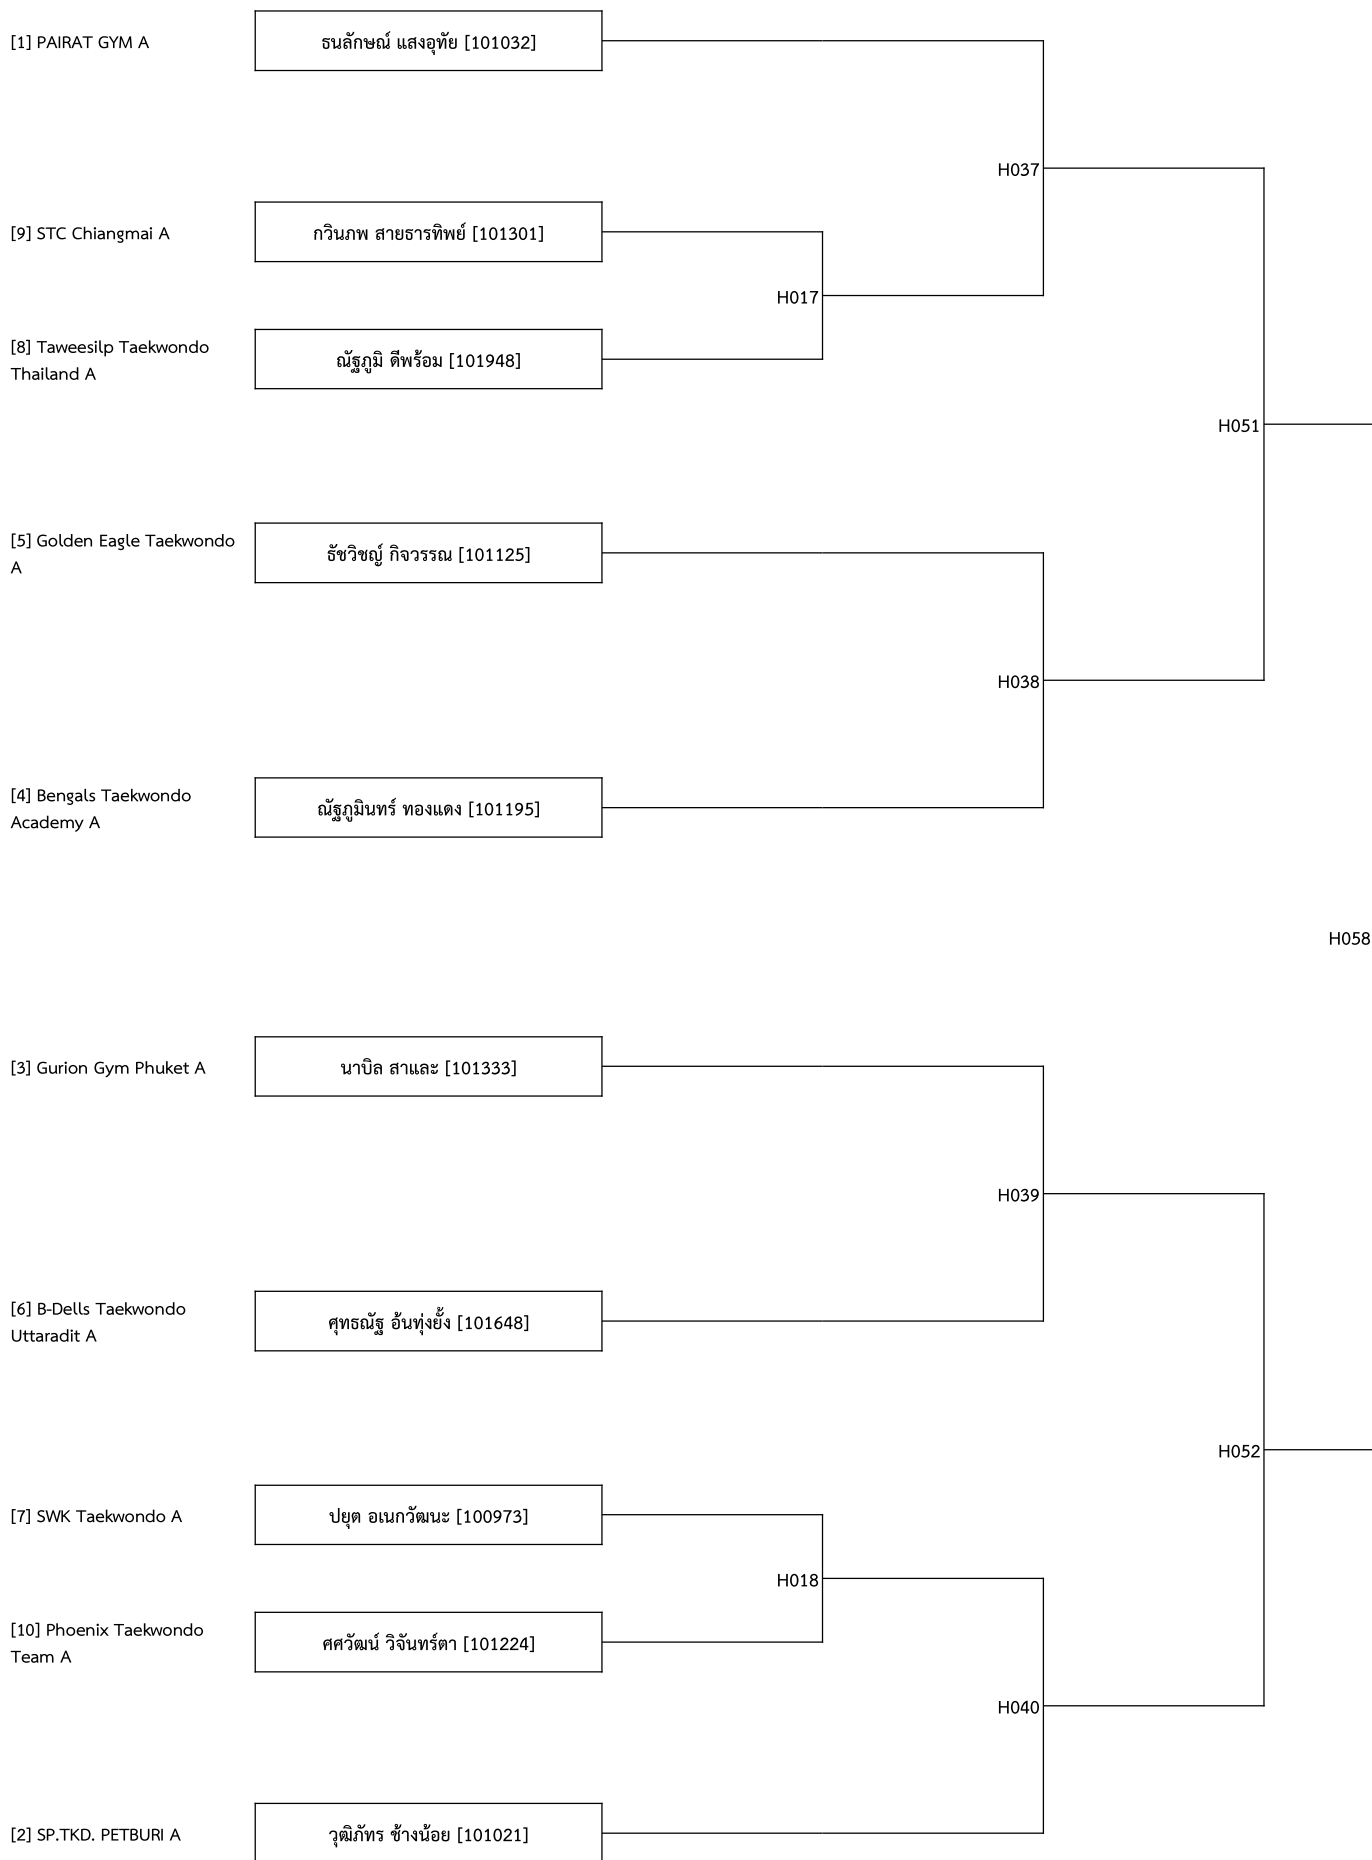 [1] PAIRAT GYM A
ธนลักษณ์ แสงอุทัย [101032]
H037
[9] STC Chiangmai A
กวินภพ สายธารทิพย์ [101301]
H017
[8] Taweesilp Taekwondo
Thailand A
ณัฐภูมิ ดีพร้อม [101948]
H051
[5] Golden Eagle Taekwondo
A
ธัชวิชญ์ กิจวรรณ [101125]
H038
[4] Bengals Taekwondo
Academy A
ณัฐภูมินทร์ ทองแดง [101195]
H058
[3] Gurion Gym Phuket A
นาบิล สาและ [101333]
H039
[6] B-Dells Taekwondo
Uttaradit A
ศุทธณัฐ อ้นทุ่งยั้ง [101648]
H052
[7] SWK Taekwondo A
ปยุต อเนกวัฒนะ [100973]
H018
[10] Phoenix Taekwondo
Team A
ศศวัฒน์ วิจันทร์ตา [101224]
H040
[2] SP.TKD. PETBURI A
วุฒิภัทร ช้างน้อย [101021]